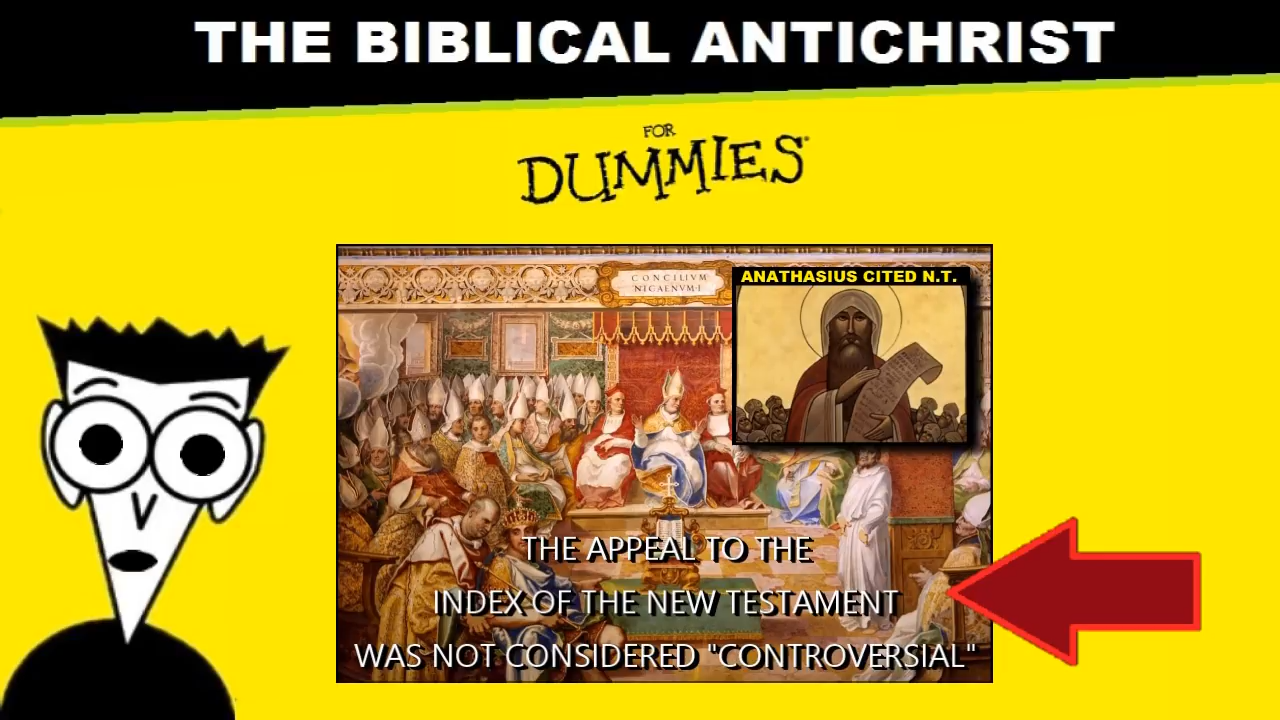 THE BIBLICAL ANTICHRIST
FOR
DUMMIES®
CONCILIVM
NICAENVM·I
ANATHASIUS CITED N.T.
THE APPEAL TO THE
INDEX OF THE NEW TESTAMENT
WAS NOT CONSIDERED "CONTROVERSIAL"